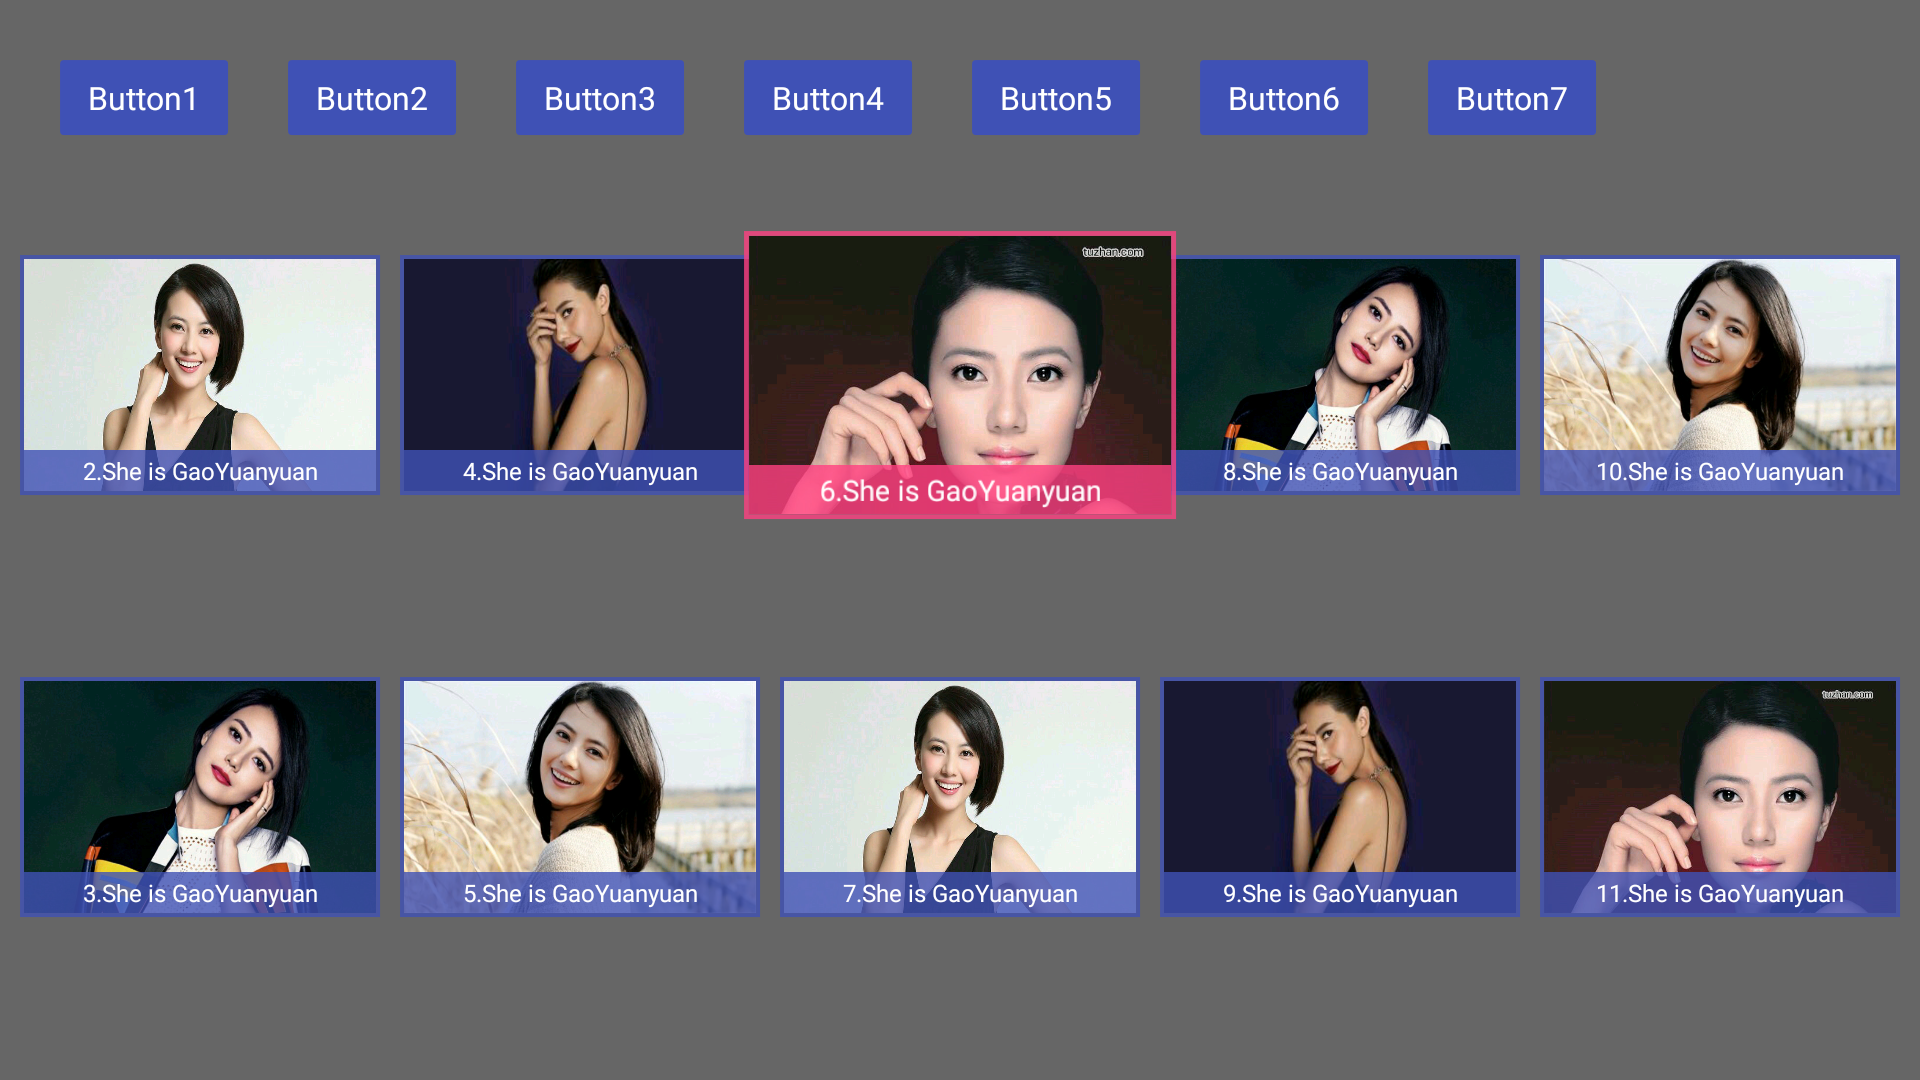 Button1
Button2
Button3
Button4
Button5
Button6
Button7
tuzhan.com
2.She is GaoYuanyuan
4.She is GaoYuanyuan
6.She is GaoYuanyuan
8.She is GaoYuanyuan
10.She is GaoYuanyuan
tuzhan.com
3.She is GaoYuanyuan
5.She is GaoYuanyuan
7.She is GaoYuanyuan
9.She is GaoYuanyuan
11.She is GaoYuanyuan